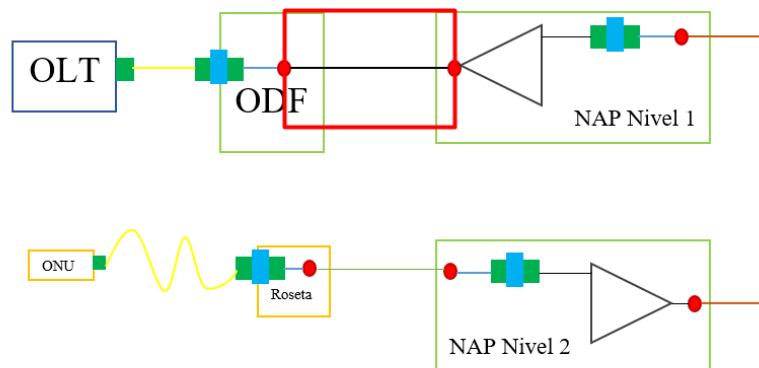 OLT
ODF
NAP Nivel 1
ONU
Roseta
NAP Nivel 2